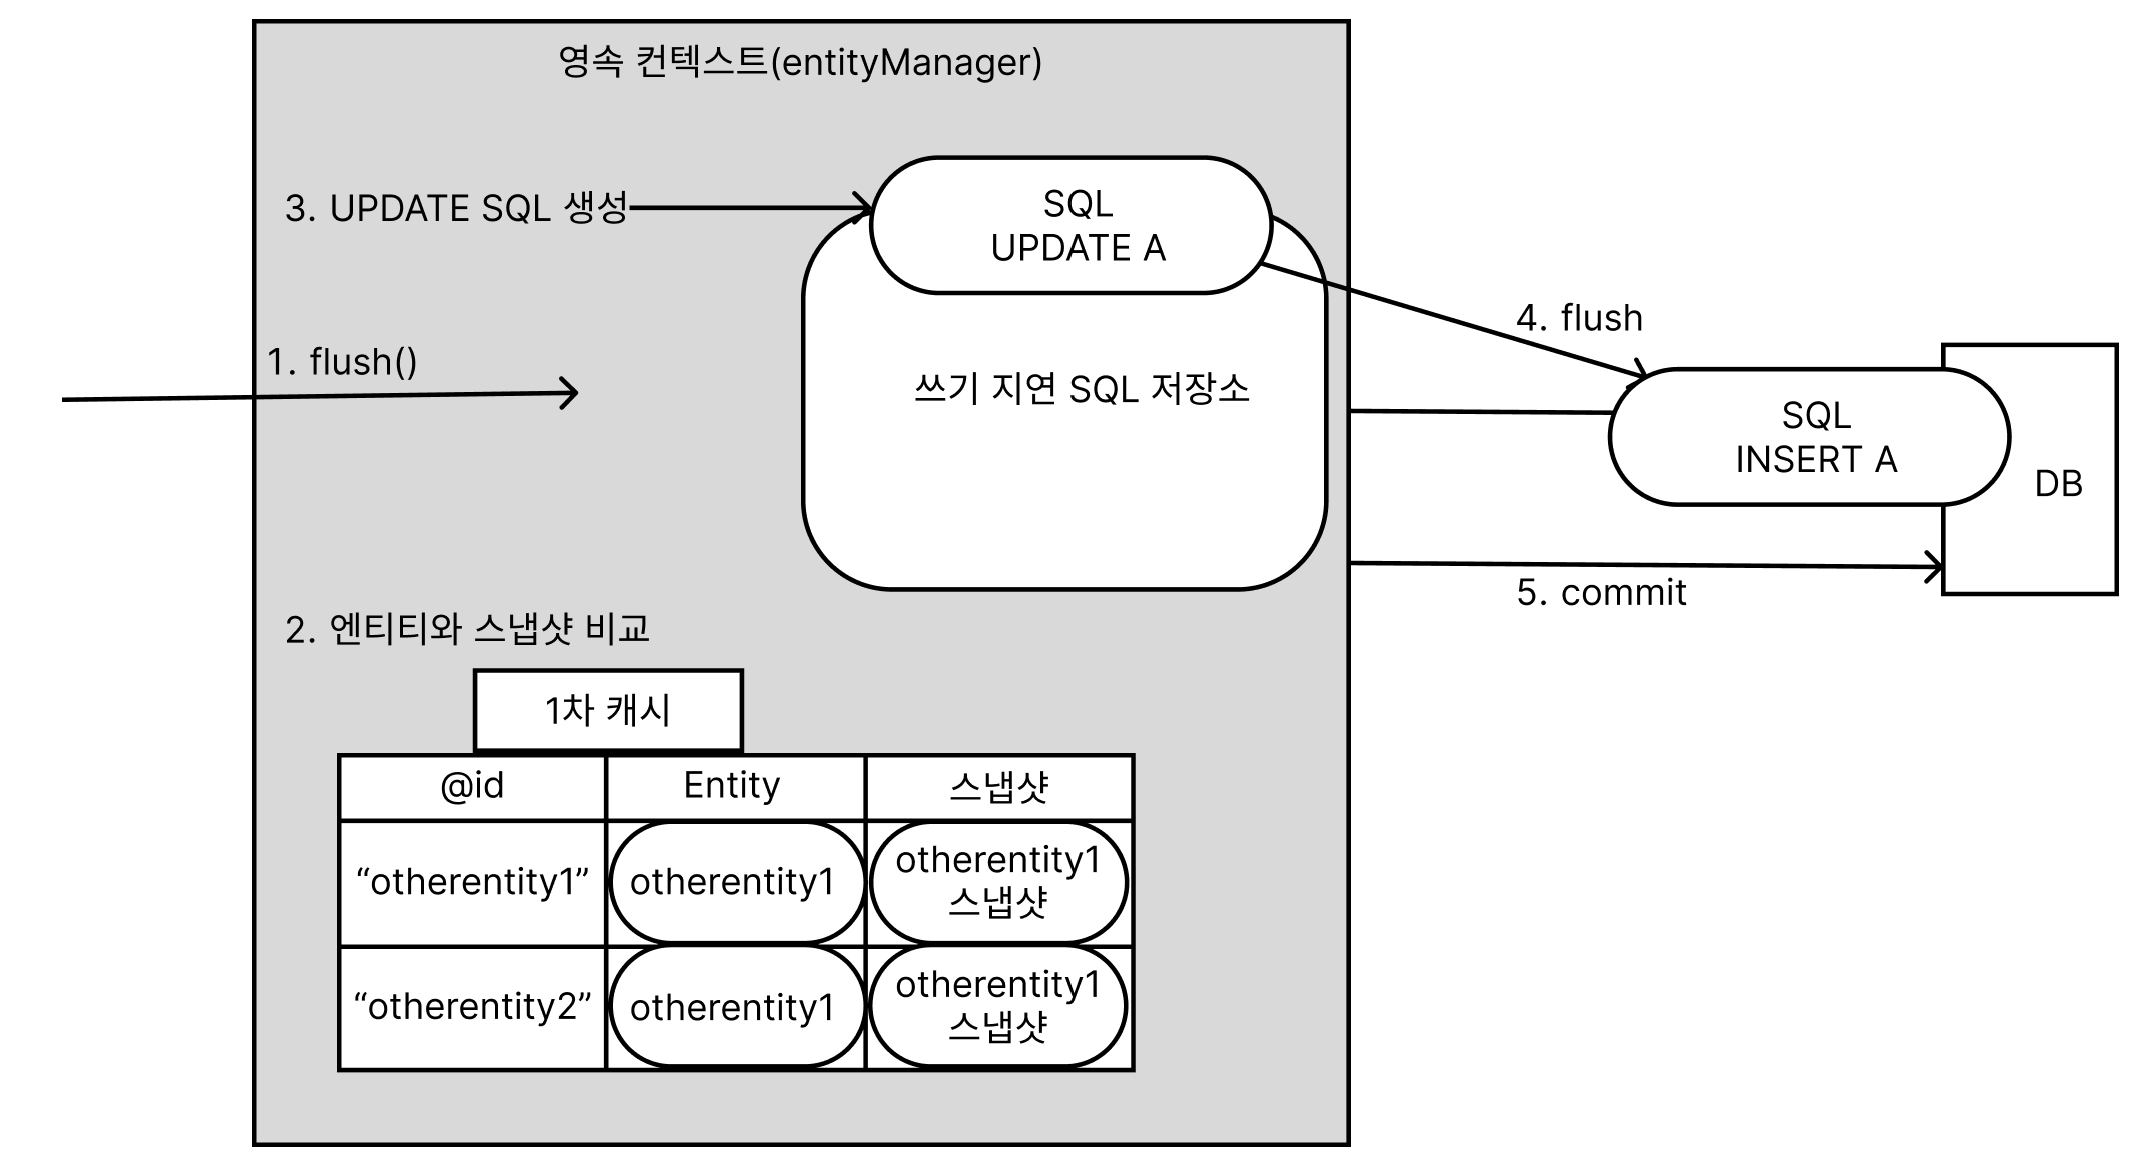 영속 컨텍스트(entityManager)
3. UPDATE SQL 생성
SQL
UPDATE A
4. flush
1. flush()
쓰기 지연 SQL 저장소
SQL
INSERT A
DB
5. commit
2. 엔티티와 스냅샷 비교
1차 캐시
@id
Entity
스냅샷
“otherentity1”
otherentity1
otherentity1
스냅샷
“otherentity2”
otherentity1
otherentity1
스냅샷